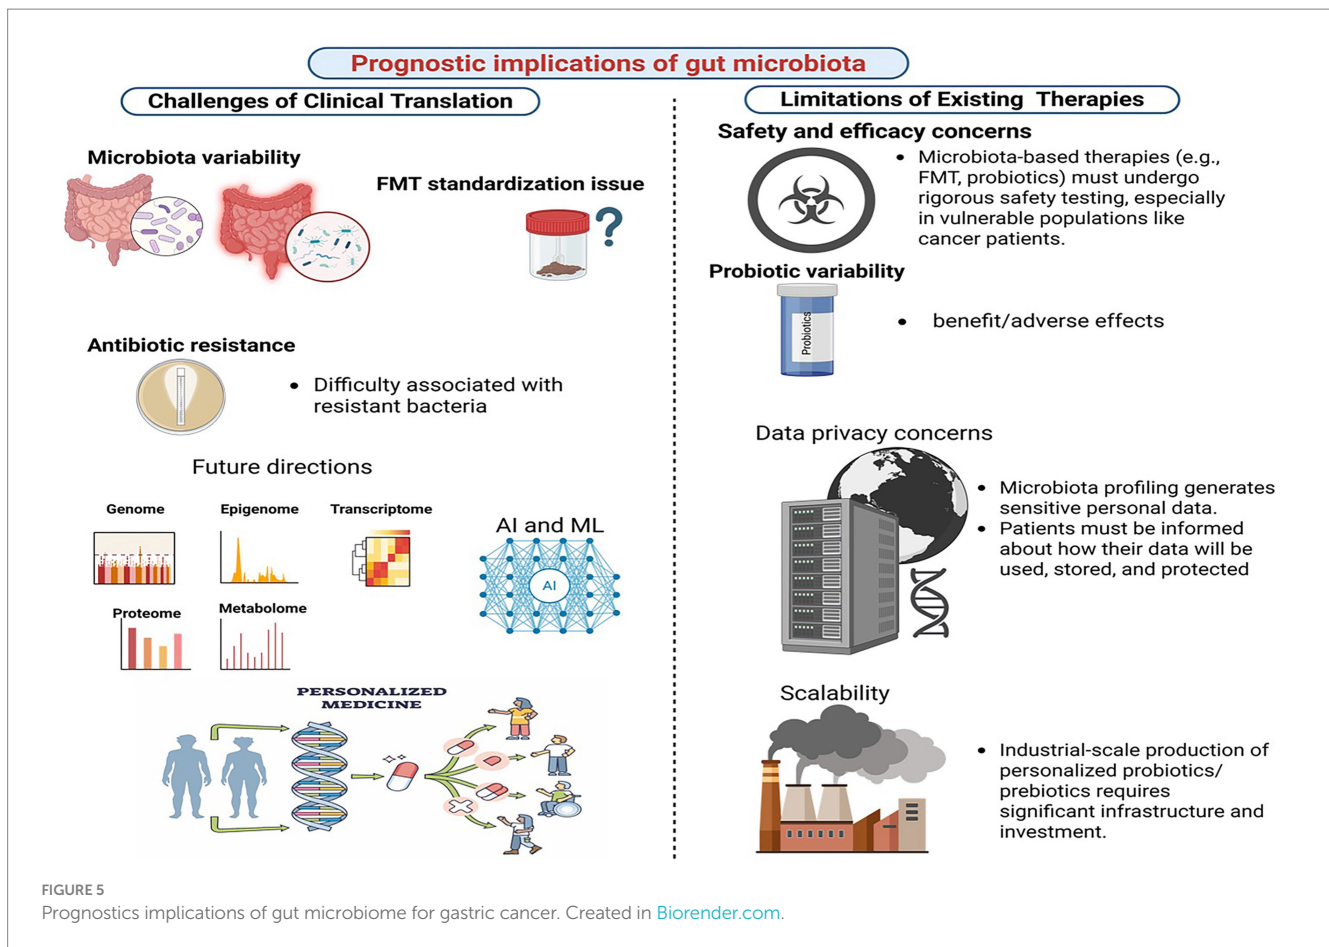 Prognostic implications of gut microbiota
Challenges of Clinical Translation
Microbiota variability
FMT standardization issue
Antibiotic resistance
• Difficulty associated with
resistant bacteria
Future directions
Genome
Epigenome
Transcriptome
AI and ML
AI
Proteome
Metabolome
PERSONALIZED
MEDICINE
Limitations of Existing Therapies
Safety and efficacy concerns
• Microbiota-based therapies (e.g.,
FMT, probiotics) must undergo
rigorous safety testing, especially
in vulnerable populations like
cancer patients.
Probiotic variability
Probiotics
• benefit/adverse effects
Data privacy concerns
• Microbiota profiling generates
sensitive personal data.
• Patients must be informed
about how their data will be
used, stored, and protected
Scalability
• Industrial-scale production of
personalized probiotics/
prebiotics requires
significant infrastructure and
investment.
FIGURE 5
Prognostics implications of gut microbiome for gastric cancer. Created in Biorender.com.